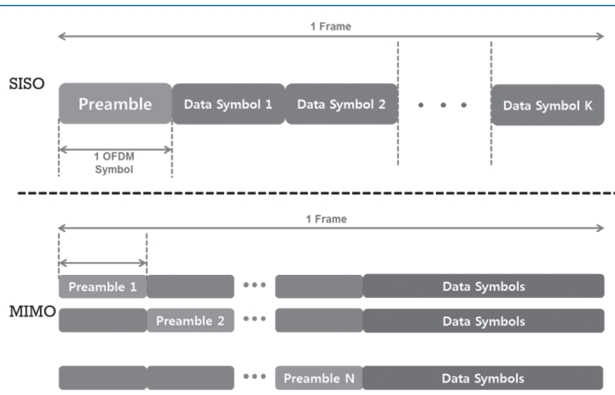 1 Frame
SISO
Preamble
Data Symbol 1
Data Symbol 2
• • •
Data Symbol K
1 OFDM
Symbol
1 Frame
MIMO
Preamble 1
•••
Data Symbols
Preamble 2
•••
Data Symbols
•••
Preamble N
Data Symbols